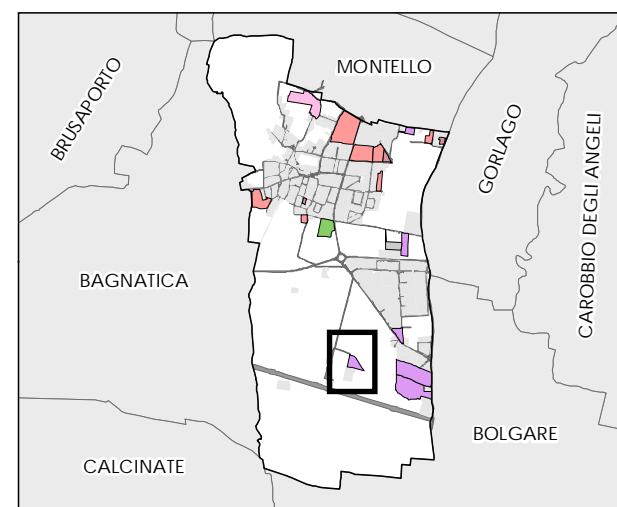 MONTELLO
BRUSAPORTO
GORLAGO
CAROBBIO DEGLI ANGELI
BAGNATICA
BOLGARE
CALCINATE